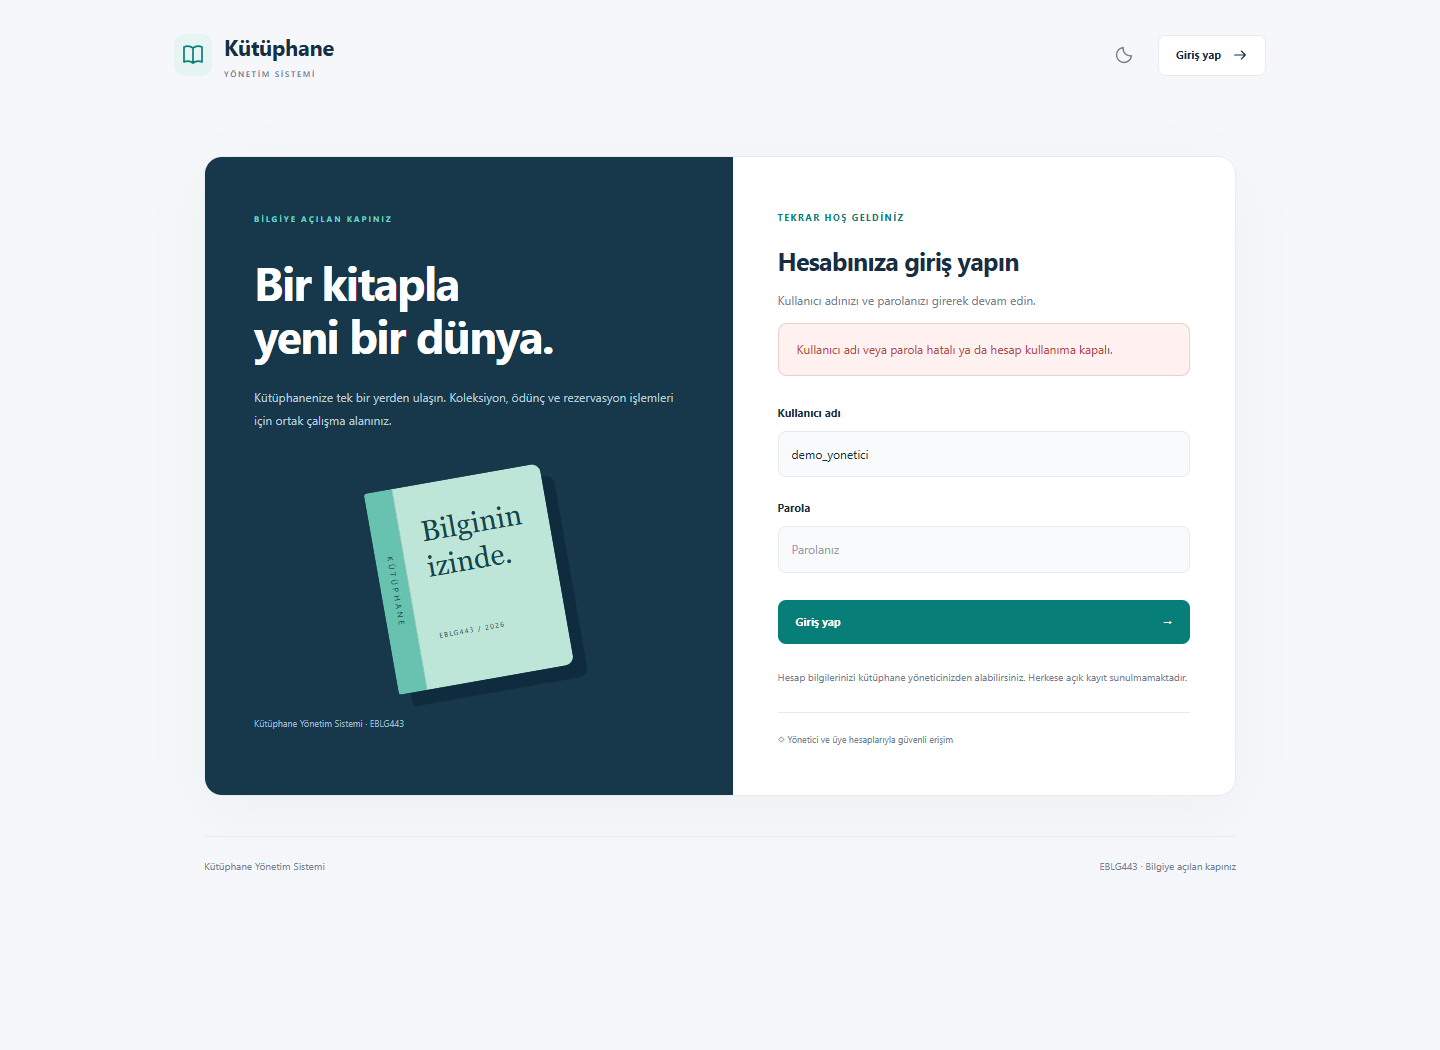 Kütüphane
YÖNETİM SİSTEMİ
Giriş yap →
BİLGİYE AÇILAN KAPINIZ
Bir kitapla
yeni bir dünya.
Kütüphanenize tek bir yerden ulaşın. Koleksiyon, ödünç ve rezervasyon işlemleri
için ortak çalışma alanınız.
KÜTÜPHANE
Bilginin
izinde.
EBLG443 / 2026
Kütüphane Yönetim Sistemi · EBLG443
TEKRAR HOŞ GELDİNİZ
Hesabınıza giriş yapın
Kullanıcı adınızı ve parolanızı girerek devam edin.
Kullanıcı adı veya parola hatalı ya da hesap kullanıma kapalı.
Kullanıcı adı
demo_yonetici
Parola
Parolanız
Giriş yap →
Hesap bilgilerinizi kütüphane yöneticinizden alabilirsiniz. Herkese açık kayıt sunulmamaktadır.
◇ Yönetici ve üye hesaplarıyla güvenli erişim
Kütüphane Yönetim Sistemi
EBLG443 · Bilgiye açılan kapınız